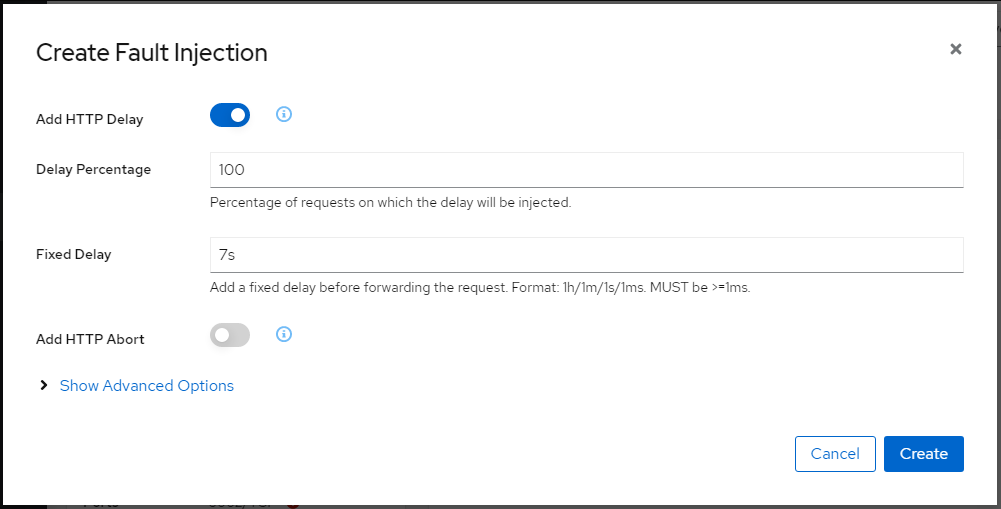 Create Fault Injection
Add HTTP Delay
Delay Percentage
100
Percentage of requests on which the delay will be injected.
Fixed Delay
7s
Add a fixed delay before forwarding the request. Format: 1h/1m/1s/1ms. MUST be >=1ms.
Add HTTP Abort
Show Advanced Options
Cancel
Create